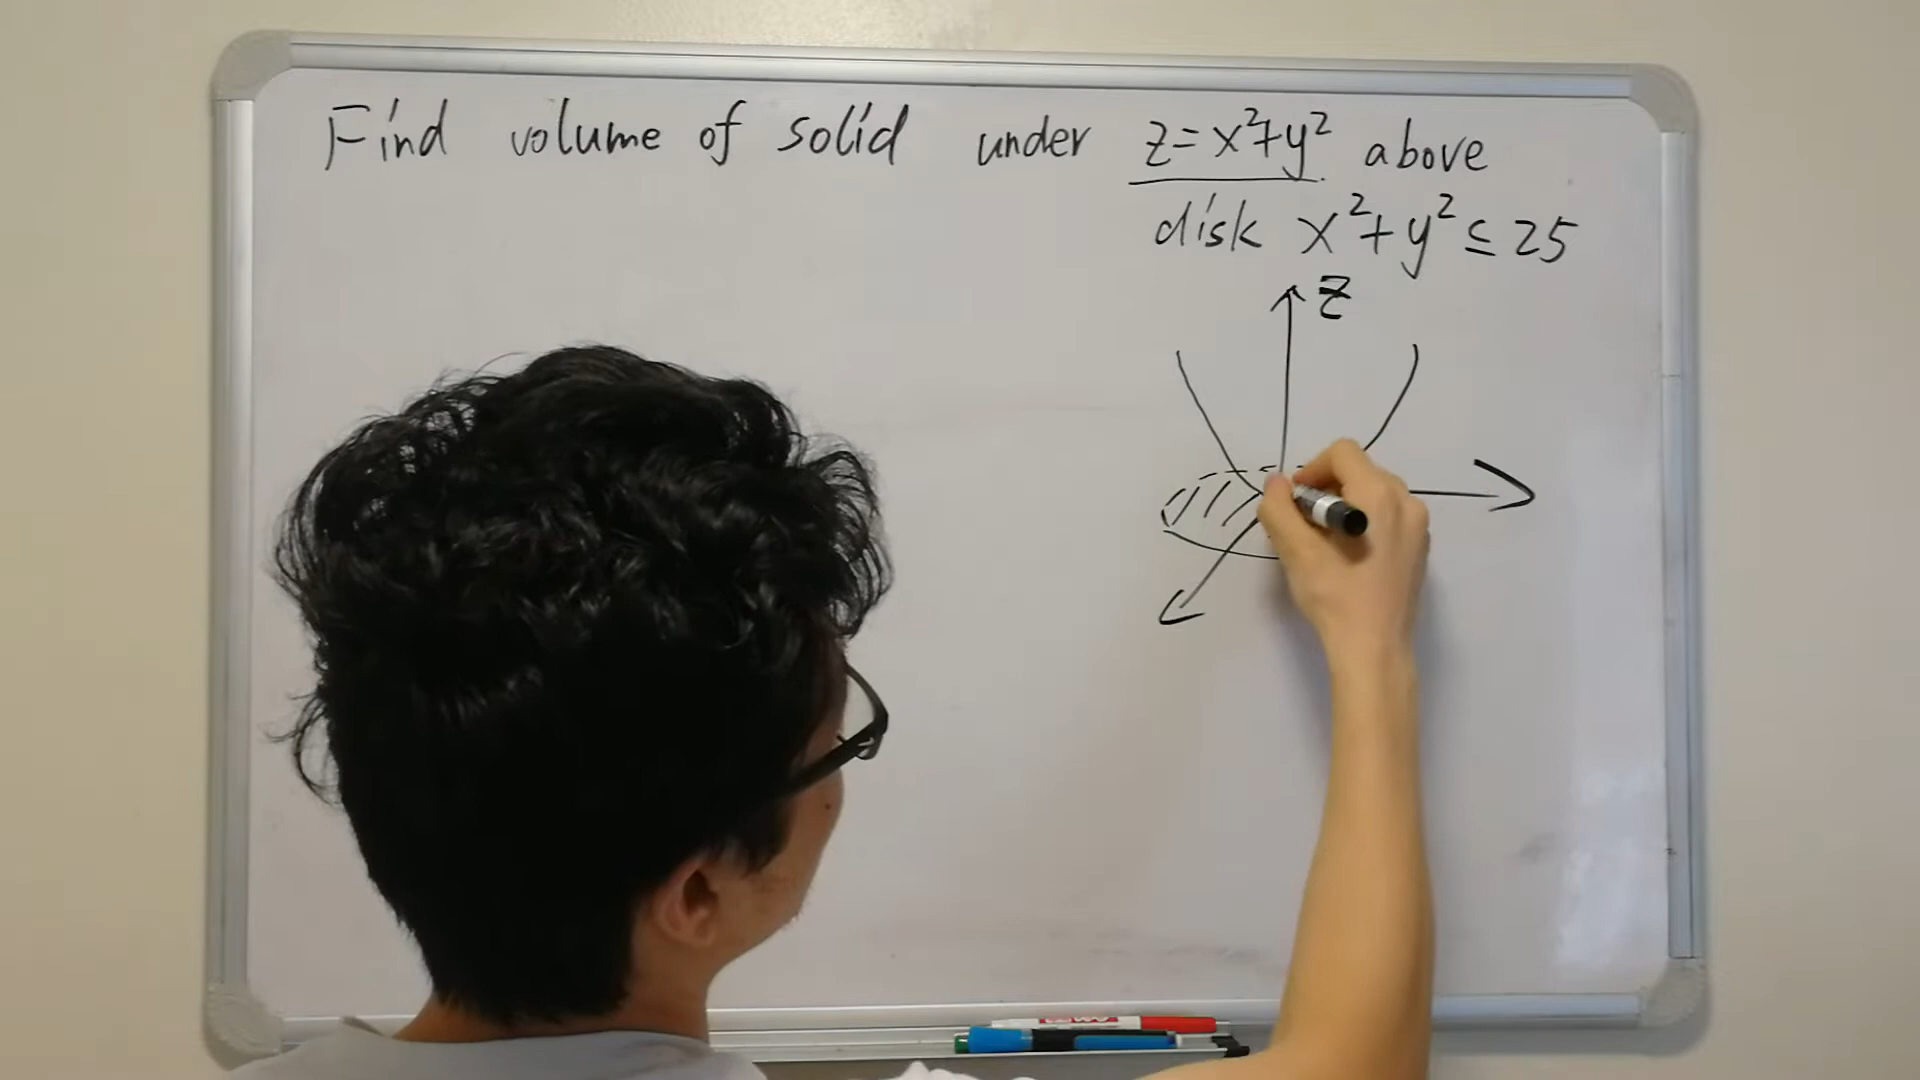 Find volume of solid under z=x²+y² above
disk x²+y²≤25
z